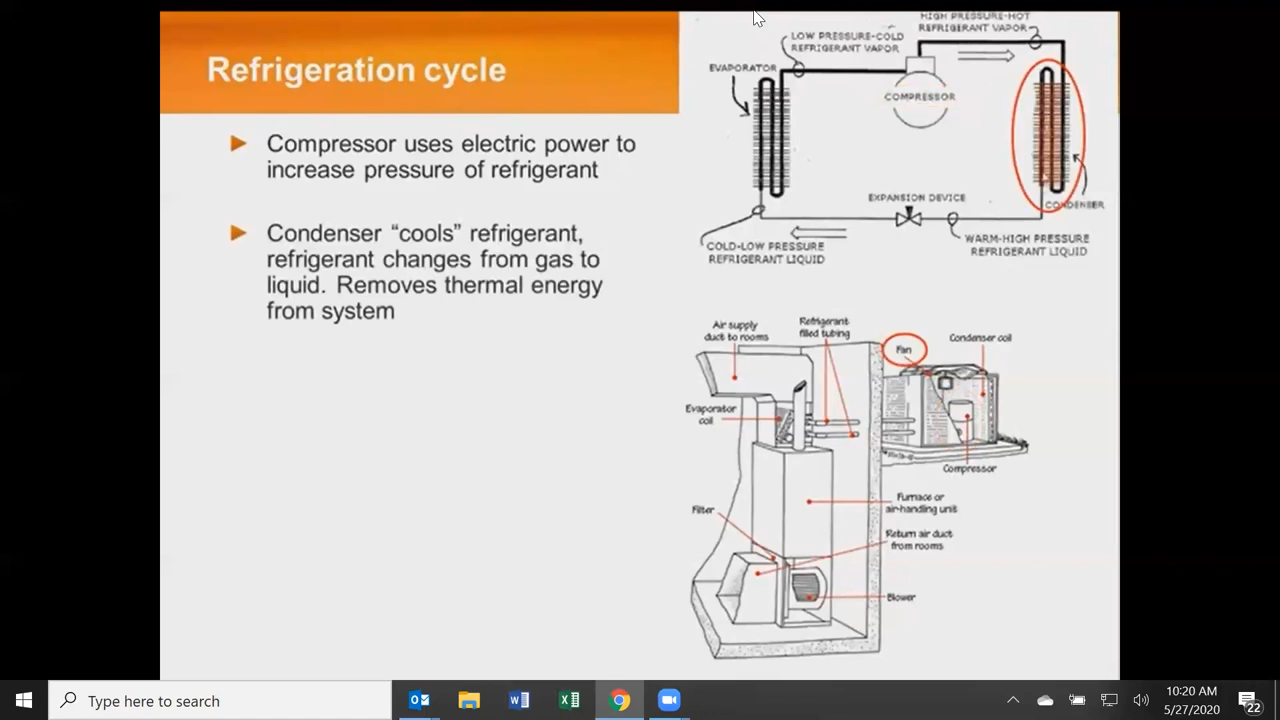 Refrigeration cycle
Compressor uses electric power to
increase pressure of refrigerant
Condenser “cools” refrigerant,
refrigerant changes from gas to
liquid. Removes thermal energy
from system
HIGH PRESSURE-HOT
REFRIGERANT VAPOR
LOW PRESSURE-COLD
REFRIGERANT VAPOR
EVAPORATOR
COMPRESSOR
EXPANSION DEVICE
CONDENSER
COLD-LOW PRESSURE
REFRIGERANT LIQUID
WARM-HIGH PRESSURE
REFRIGERANT LIQUID
Air supply
duct to rooms
Refrigerant
filled tubing
Fan
Condenser coil
Evaporator
coil
Compressor
Filter
Furnace or
air-handling unit
Return air duct
from rooms
Blower
Type here to search
10:20 AM
5/27/2020
22